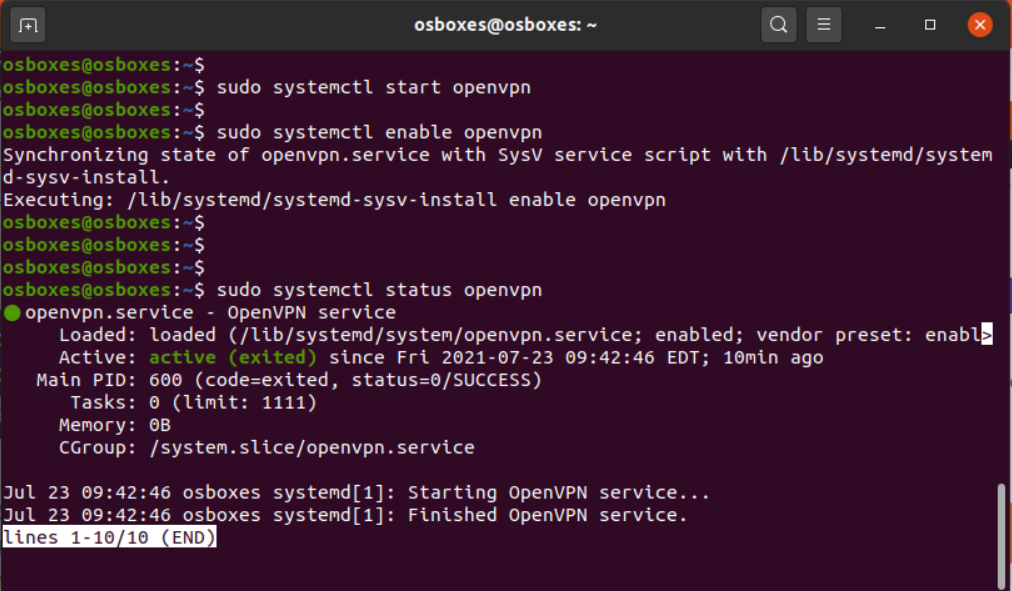 osboxes@osboxes: ~
osboxes@osboxes:~$
osboxes@osboxes:~$ sudo systemctl start openvpn
osboxes@osboxes:~$
osboxes@osboxes:~$ sudo systemctl enable openvpn
Synchronizing state of openvpn.service with SysV service script with /lib/systemd/system
d-sysv-install.
Executing: /lib/systemd/systemd-sysv-install enable openvpn
osboxes@osboxes:~$
osboxes@osboxes:~$
osboxes@osboxes:~$
osboxes@osboxes:~$ sudo systemctl status openvpn
● openvpn.service - OpenVPN service
     Loaded: loaded (/lib/systemd/system/openvpn.service; enabled; vendor preset: enabl>
     Active: active (exited) since Fri 2021-07-23 09:42:46 EDT; 10min ago
   Main PID: 600 (code=exited, status=0/SUCCESS)
      Tasks: 0 (limit: 1111)
     Memory: 0B
     CGroup: /system.slice/openvpn.service

Jul 23 09:42:46 osboxes systemd[1]: Starting OpenVPN service...
Jul 23 09:42:46 osboxes systemd[1]: Finished OpenVPN service.
lines 1-10/10 (END)